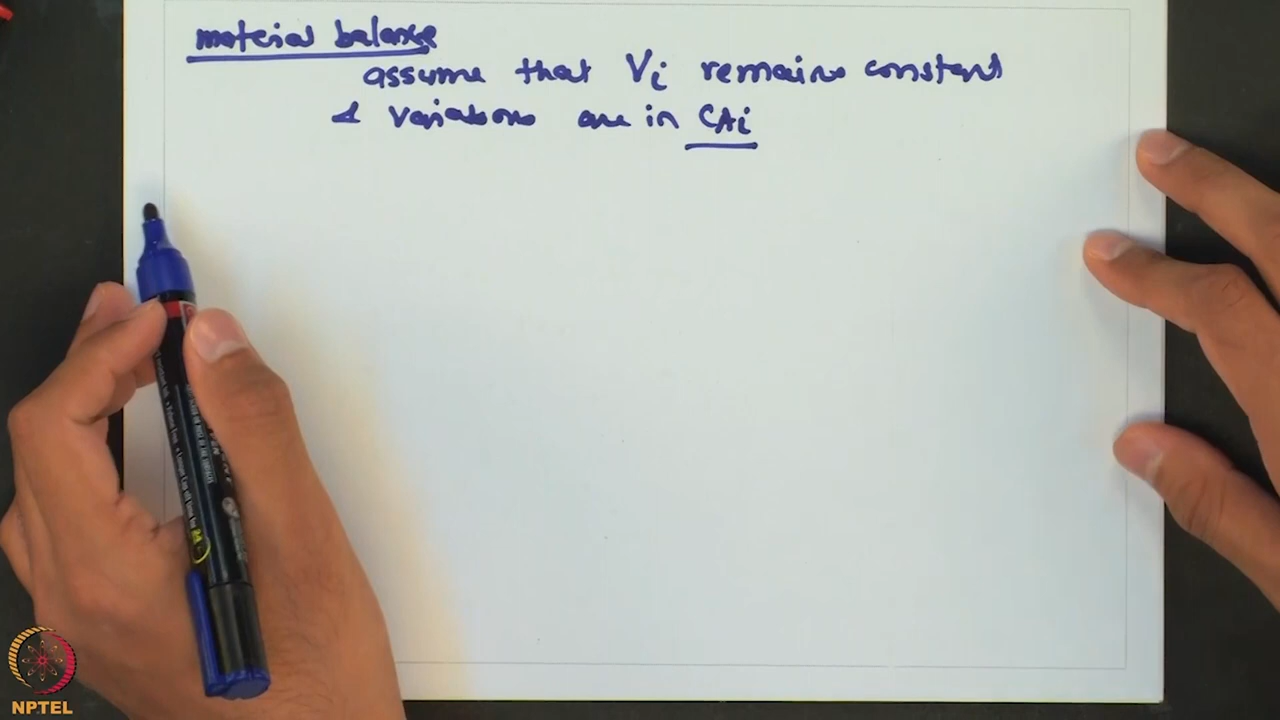 material balance
assume that Vi remains constant
& variations are in CAi
NPTEL